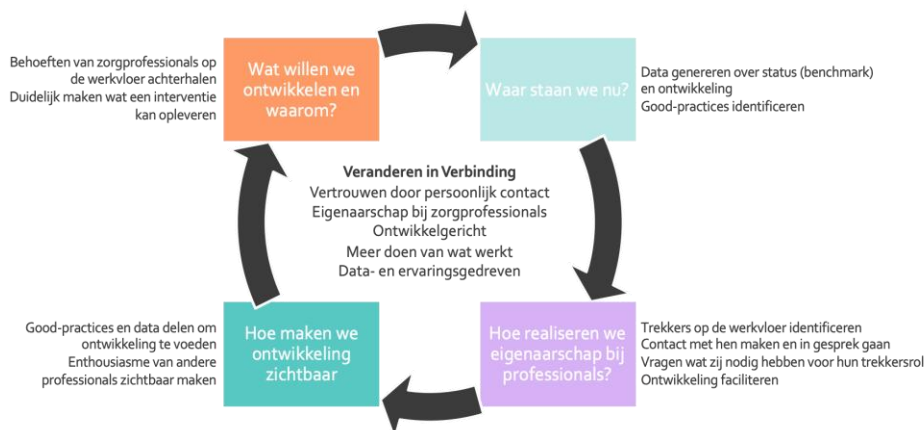 Behoeften van zorgprofessionals op
de werkvloer achterhalen
Duidelijk maken wat een interventie
kan opleveren
Wat willen we
ontwikkelen en
waarom?
Waar staan we nu?
Data genereren over status (benchmark)
en ontwikkeling
Good-practices identificeren
Veranderen in Verbinding
Vertrouwen door persoonlijk contact
Eigenaarschap bij zorgprofessionals
Ontwikkelgericht
Meer doen van wat werkt
Data- en ervaringsgedreven
Good-practices en data delen om
ontwikkeling te voeden
Enthousiasme van andere
professionals zichtbaar maken
Hoe maken we
ontwikkeling
zichtbaar
Hoe realiseren we
eigenaarschap bij
professionals?
Trekkers op de werkvloer identificeren
Contact met hen maken en in gesprek gaan
Vragen wat zij nodig hebben voor hun trekkersrol
Ontwikkeling faciliteren